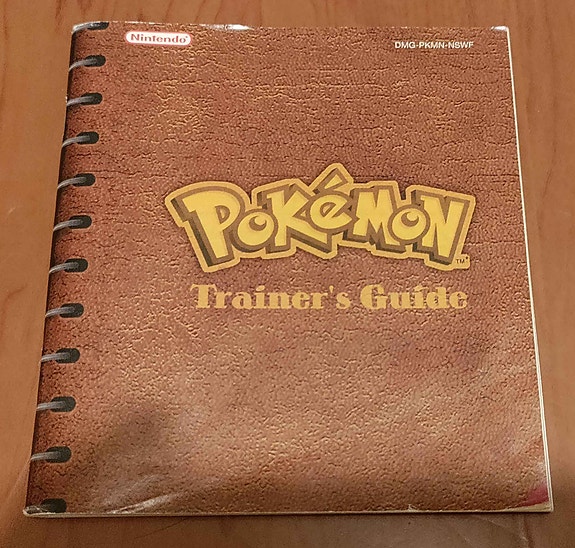 Nintendo
DMG-PKMN-NSWF
POKéMON
TM
Trainer's Guide